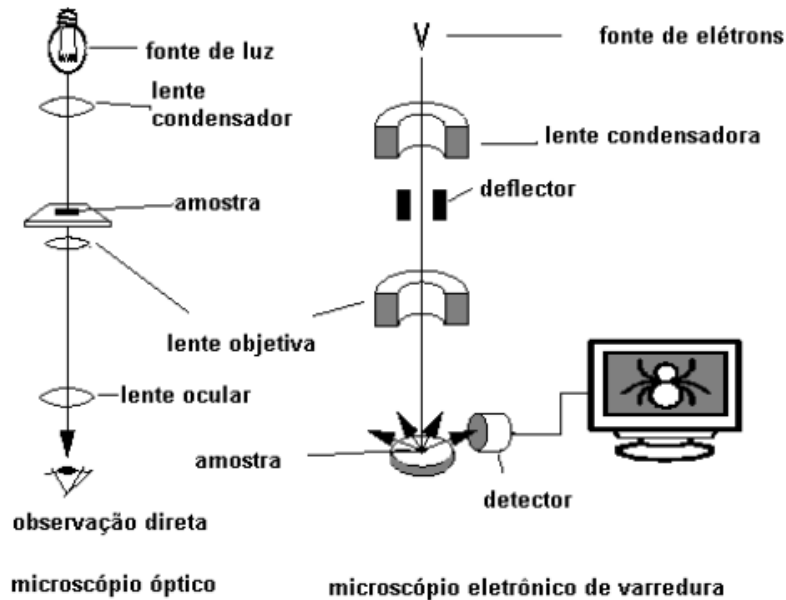 fonte de luz
lente
condensador
amostra
lente objetiva
lente ocular
observação direta
microscópio óptico
fonte de elétrons
lente condensadora
deflector
amostra
detector
microscópio eletrônico de varredura